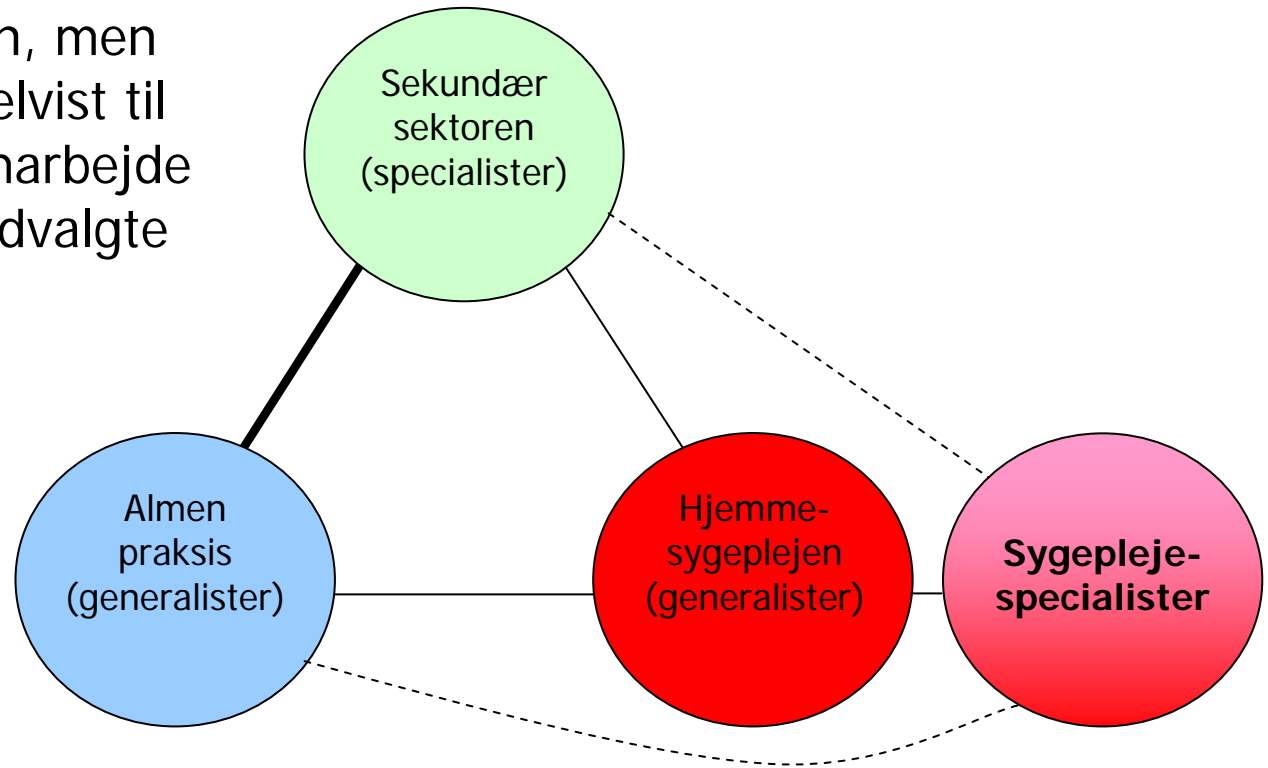 n, men
elvist til
narbejde
dvalgte
Sekundær
sektoren
(specialister)
Almen
praksis
(generalister)
Hjemme-
sygeplejen
(generalister)
Sygepleje-
specialister